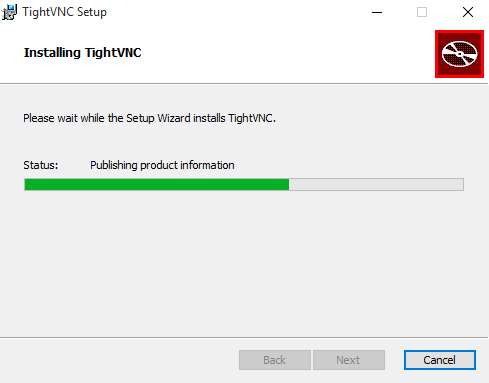 TightVNC Setup
Installing TightVNC
Please wait while the Setup Wizard installs TightVNC.
Status: Publishing product information
Back Next Cancel